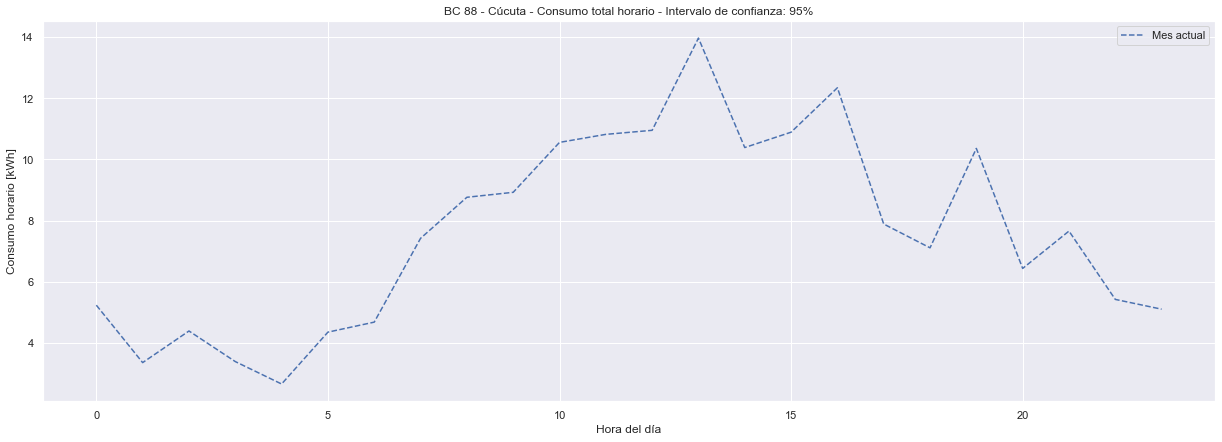 BC 88 - Cúcuta - Consumo total horario - Intervalo de confianza: 95%
Mes actual
14
12
10
8
6
4
Consumo horario [kWh]
0 5 10 15 20
Hora del día